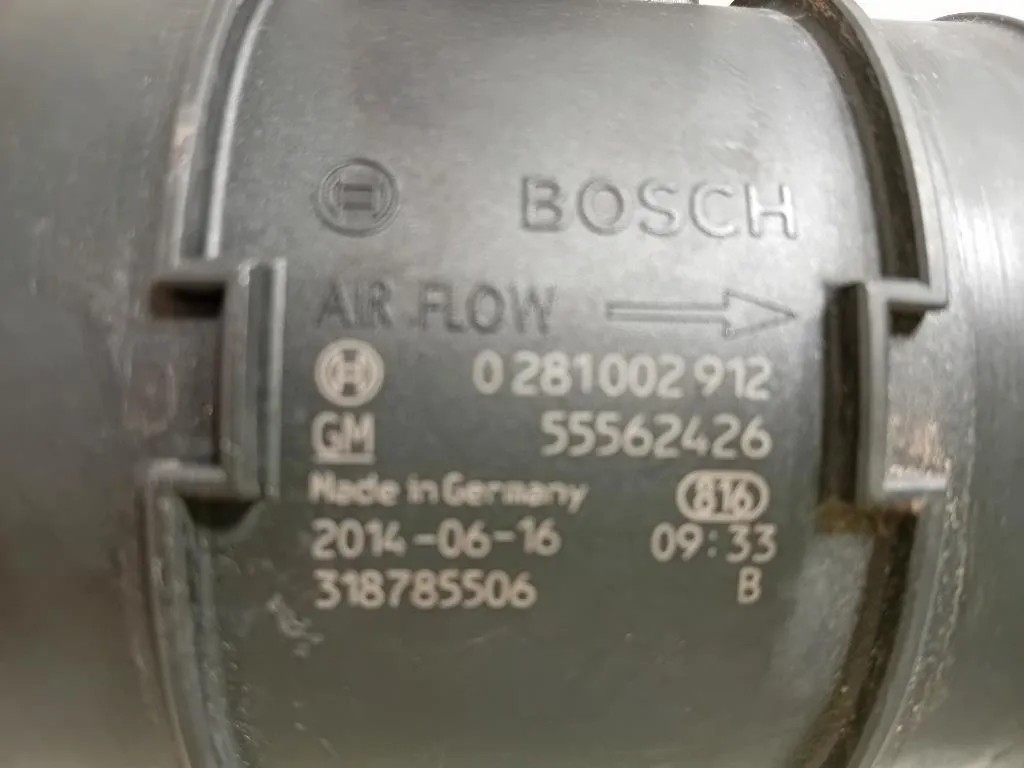 BOSCH
AIR FLOW
0 281 002 912
GM 55562426
Made in Germany 816
2014-06-16 09:33
318785506 B